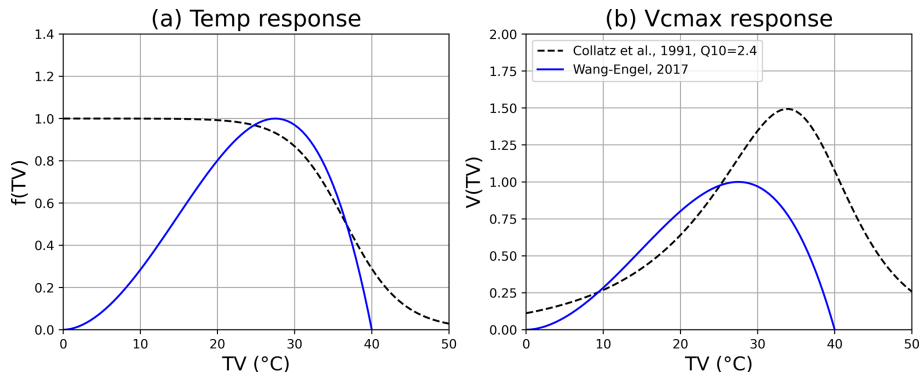 (a) Temp response
1.4
1.2
1.0
0.8
0.6
0.4
0.2
0.0
f(TV)
0 10 20 30 40 50
TV (°C)
(b) Vcmax response
Collatz et al., 1991, Q10=2.4
Wang-Engel, 2017
2.00
1.75
1.50
1.25
1.00
0.75
0.50
0.25
0.00
V(TV)
0 10 20 30 40 50
TV (°C)